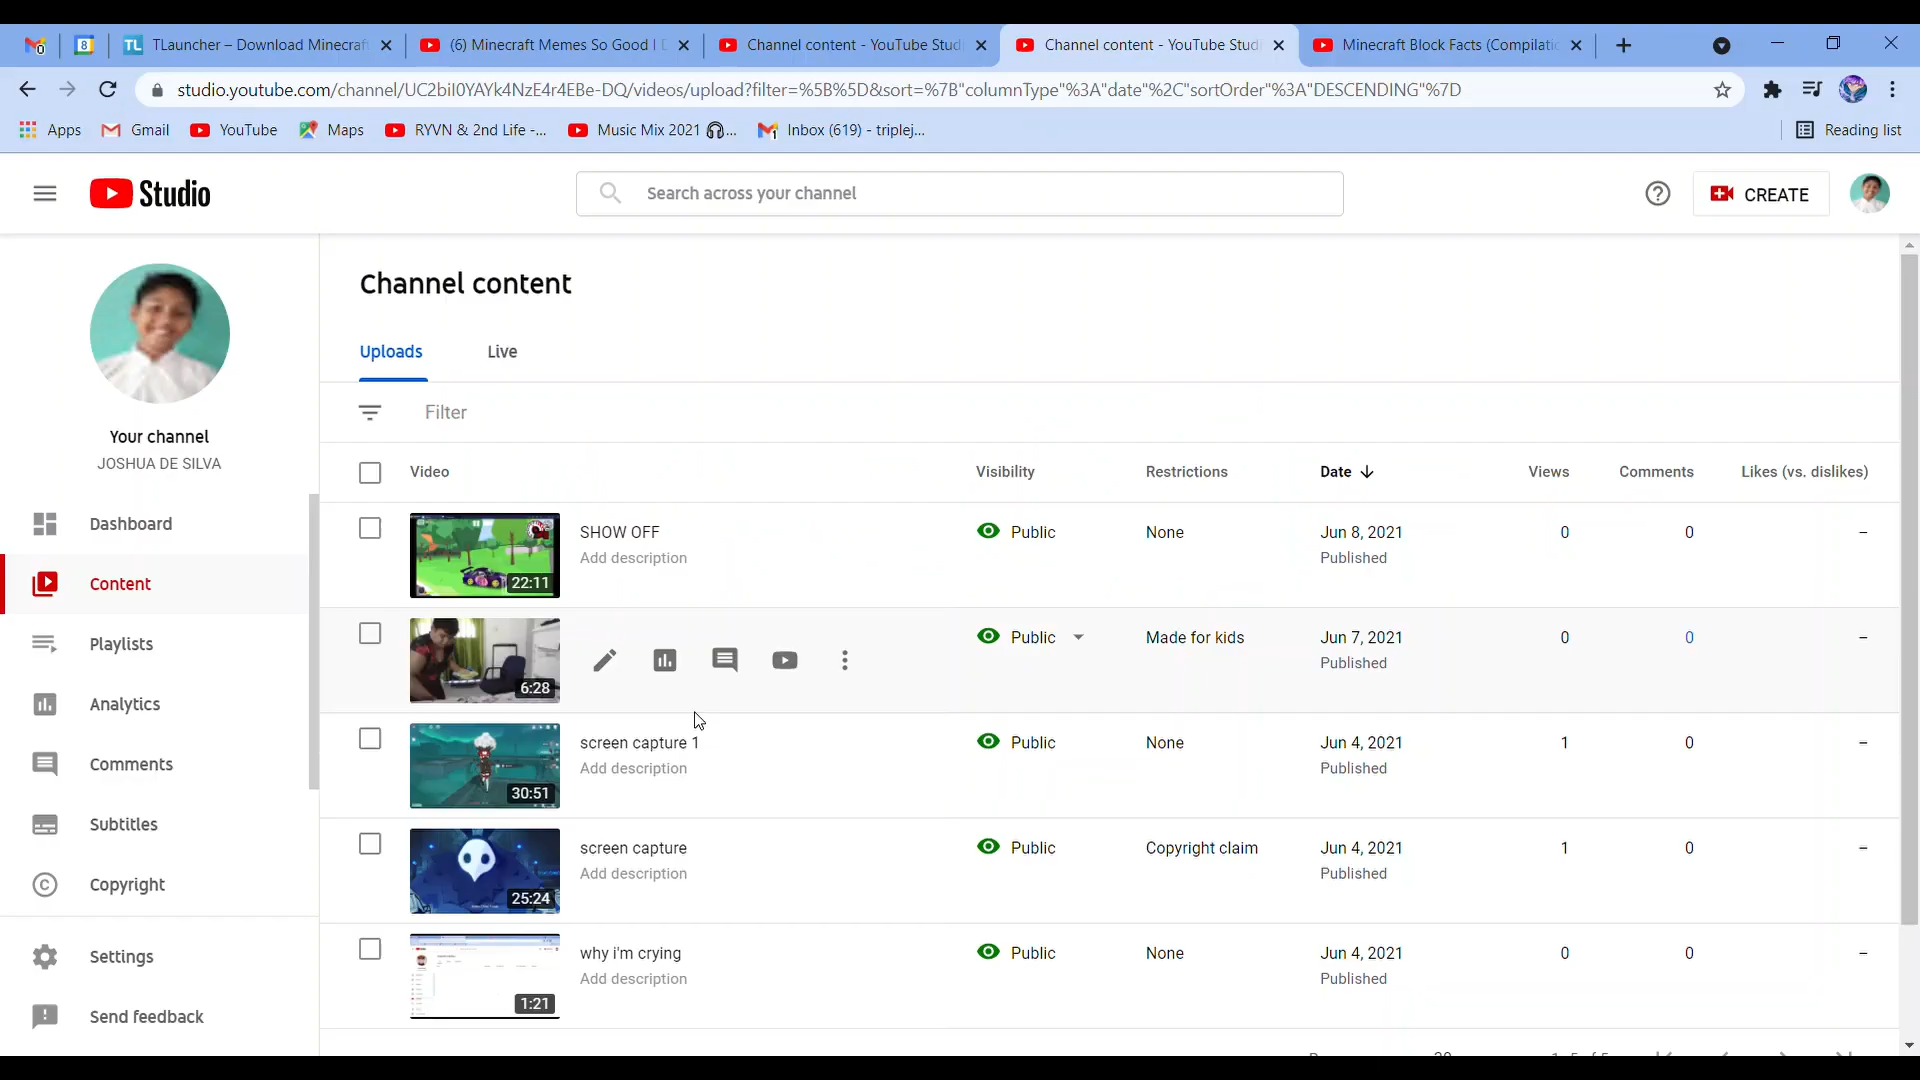 TLauncher – Download Minecraft
(6) Minecraft Memes So Good I
Channel content - YouTube Stud
Channel content - YouTube Stud
Minecraft Block Facts (Compilatio
studio.youtube.com/channel/UC2biI0YAYk4NzE4r4EBe-DQ/videos/upload?filter=%5B%5D&sort=%7B"columnType"%3A"date"%2C"sortOrder"%3A"DESCENDING"%7D
Apps Gmail YouTube Maps RYVN & 2nd Life -... Music Mix 2021 🎧... Inbox (619) - triplej... Reading list
Studio
Search across your channel
CREATE
Your channel
JOSHUA DE SILVA
Dashboard
Content
Playlists
Analytics
Comments
Subtitles
Copyright
Settings
Send feedback
Channel content
Uploads Live
Filter
Video Visibility Restrictions Date Views Comments Likes (vs. dislikes)
22:11 SHOW OFF Public None Jun 8, 2021 0 0 –
Add description Published
6:28 Public Made for kids Jun 7, 2021 0 0 –
Published
30:51 screen capture 1 Public None Jun 4, 2021 1 0 –
Add description Published
25:24 screen capture Public Copyright claim Jun 4, 2021 1 0 –
Add description Published
1:21 why i'm crying Public None Jun 4, 2021 0 0 –
Add description Published